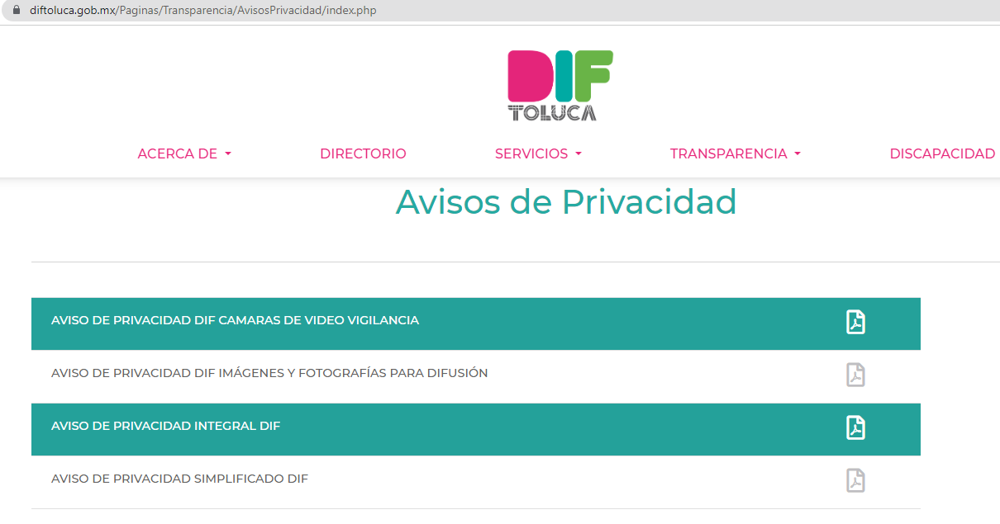 diftoluca.gob.mx/Paginas/Transparencia/AvisosPrivacidad/index.php
DIF
TOLUCA
ACERCA DE DIRECTORIO SERVICIOS TRANSPARENCIA DISCAPACIDAD
Avisos de Privacidad
AVISO DE PRIVACIDAD DIF CAMARAS DE VIDEO VIGILANCIA
AVISO DE PRIVACIDAD DIF IMÁGENES Y FOTOGRAFÍAS PARA DIFUSIÓN
AVISO DE PRIVACIDAD INTEGRAL DIF
AVISO DE PRIVACIDAD SIMPLIFICADO DIF